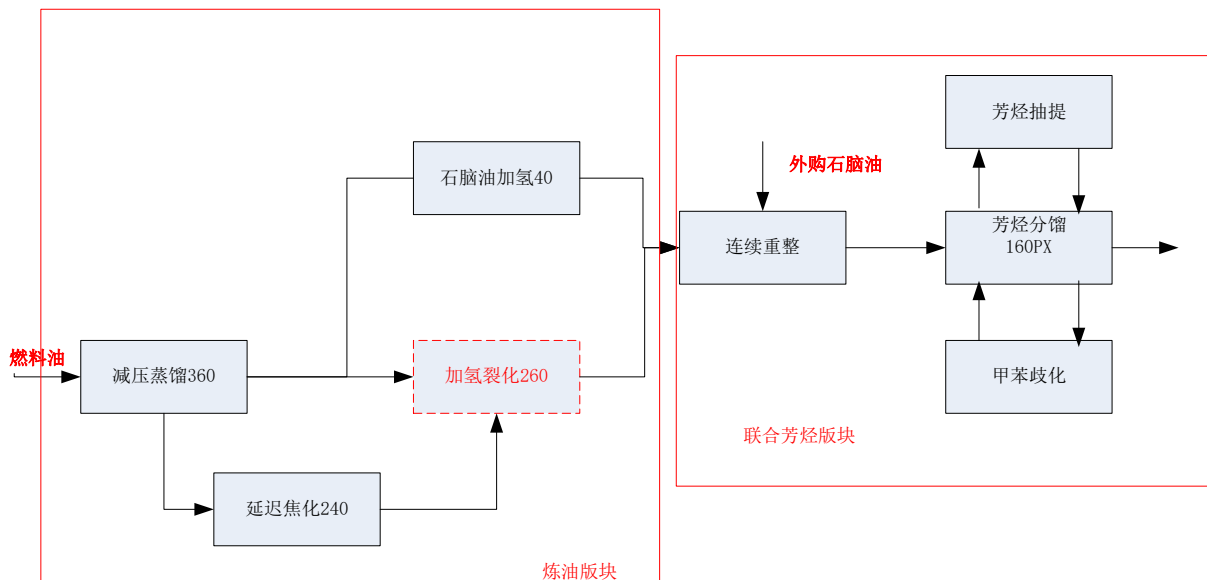 芳烃抽提
石脑油加氢40
外购石脑油
连续重整
芳烃分馏
160PX
燃料油
减压蒸馏360
加氢裂化260
甲苯歧化
联合芳烃版块
延迟焦化240
炼油版块